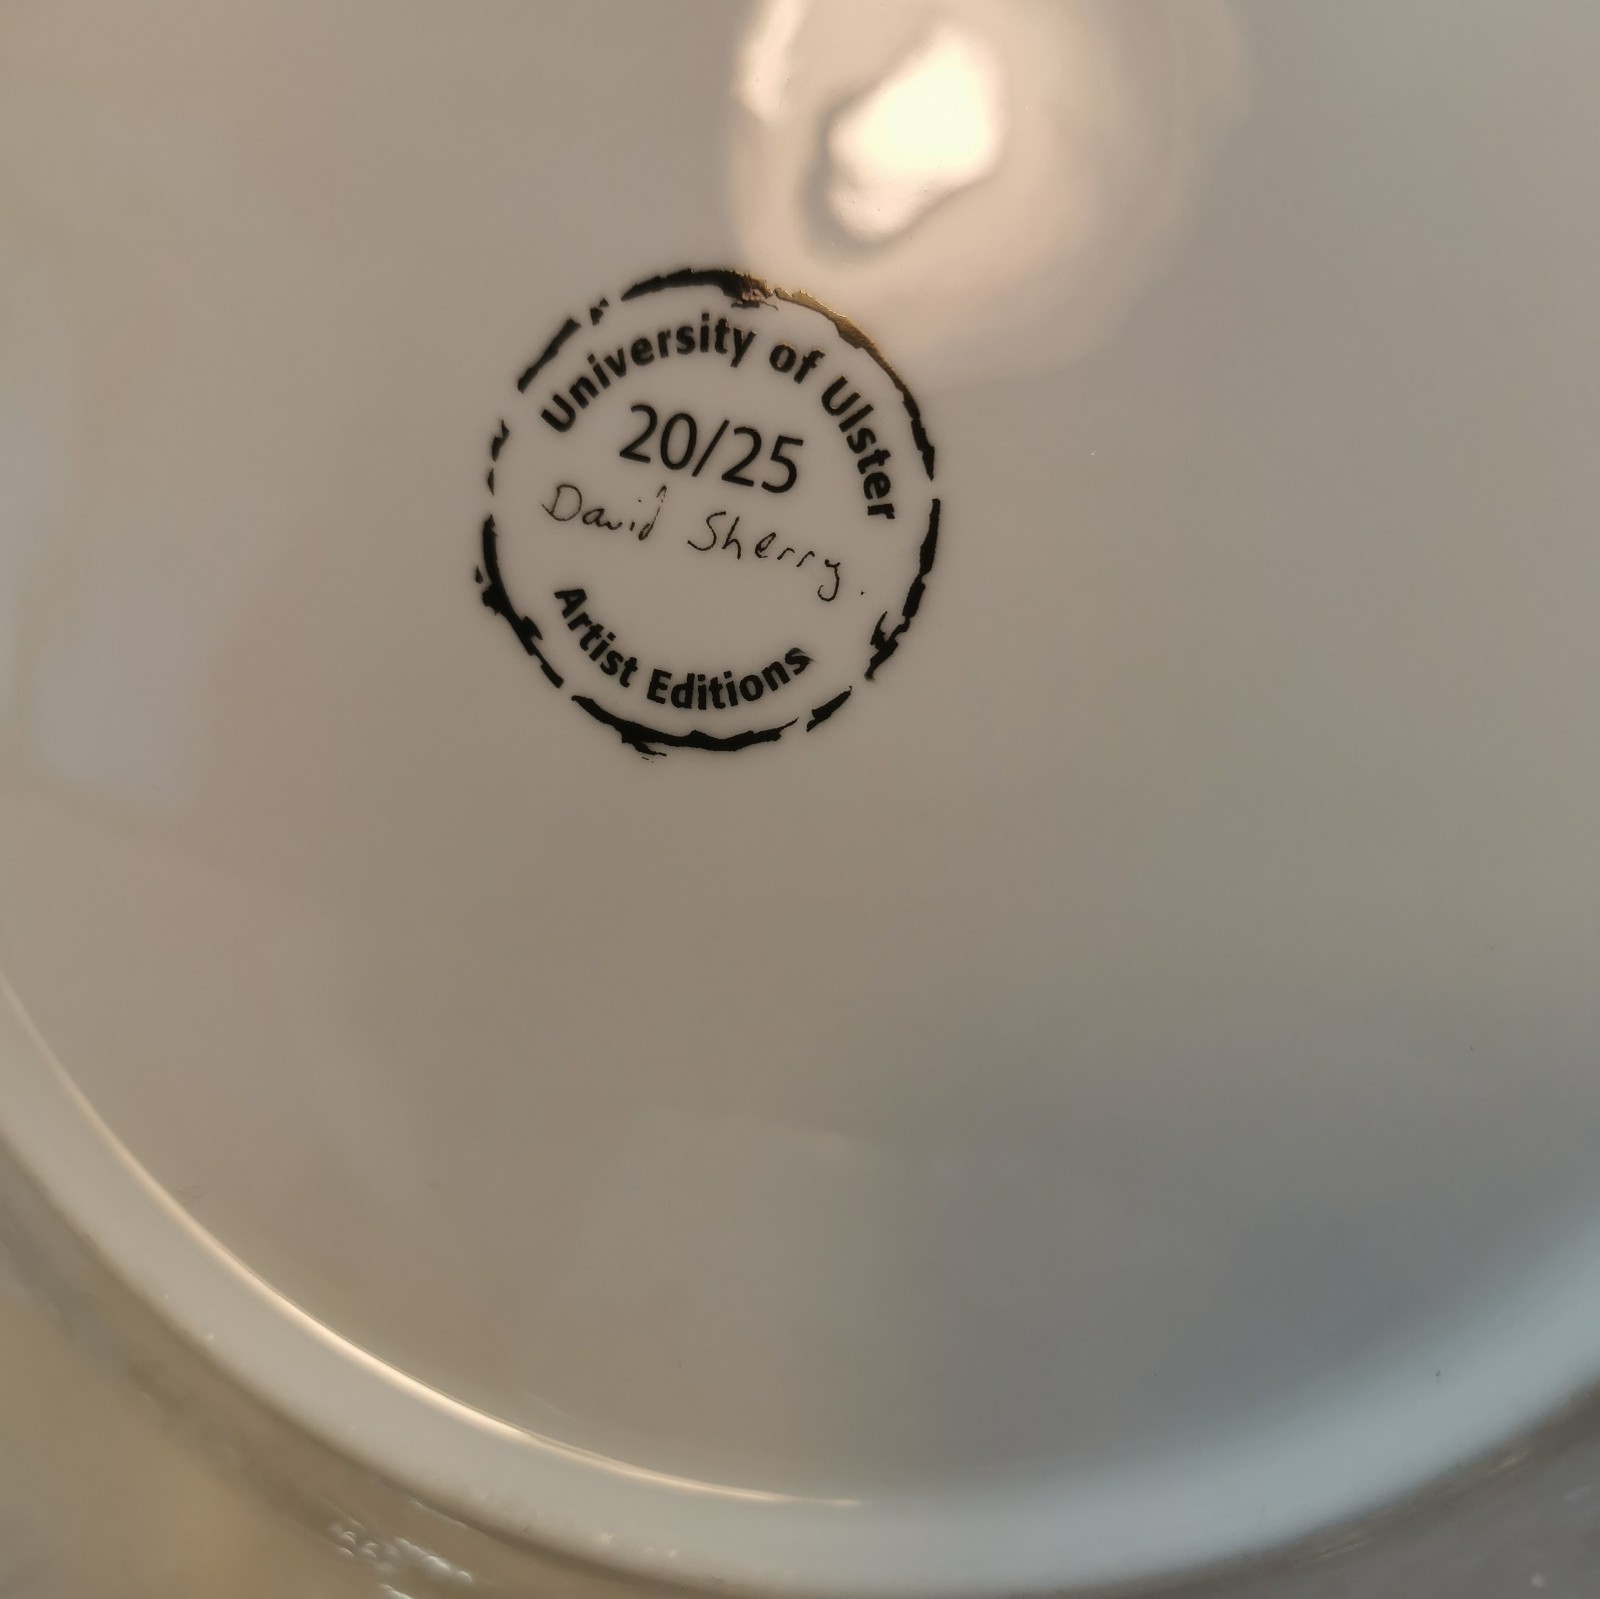 University of Ulster
20/25
David Sherry.
Artist Editions